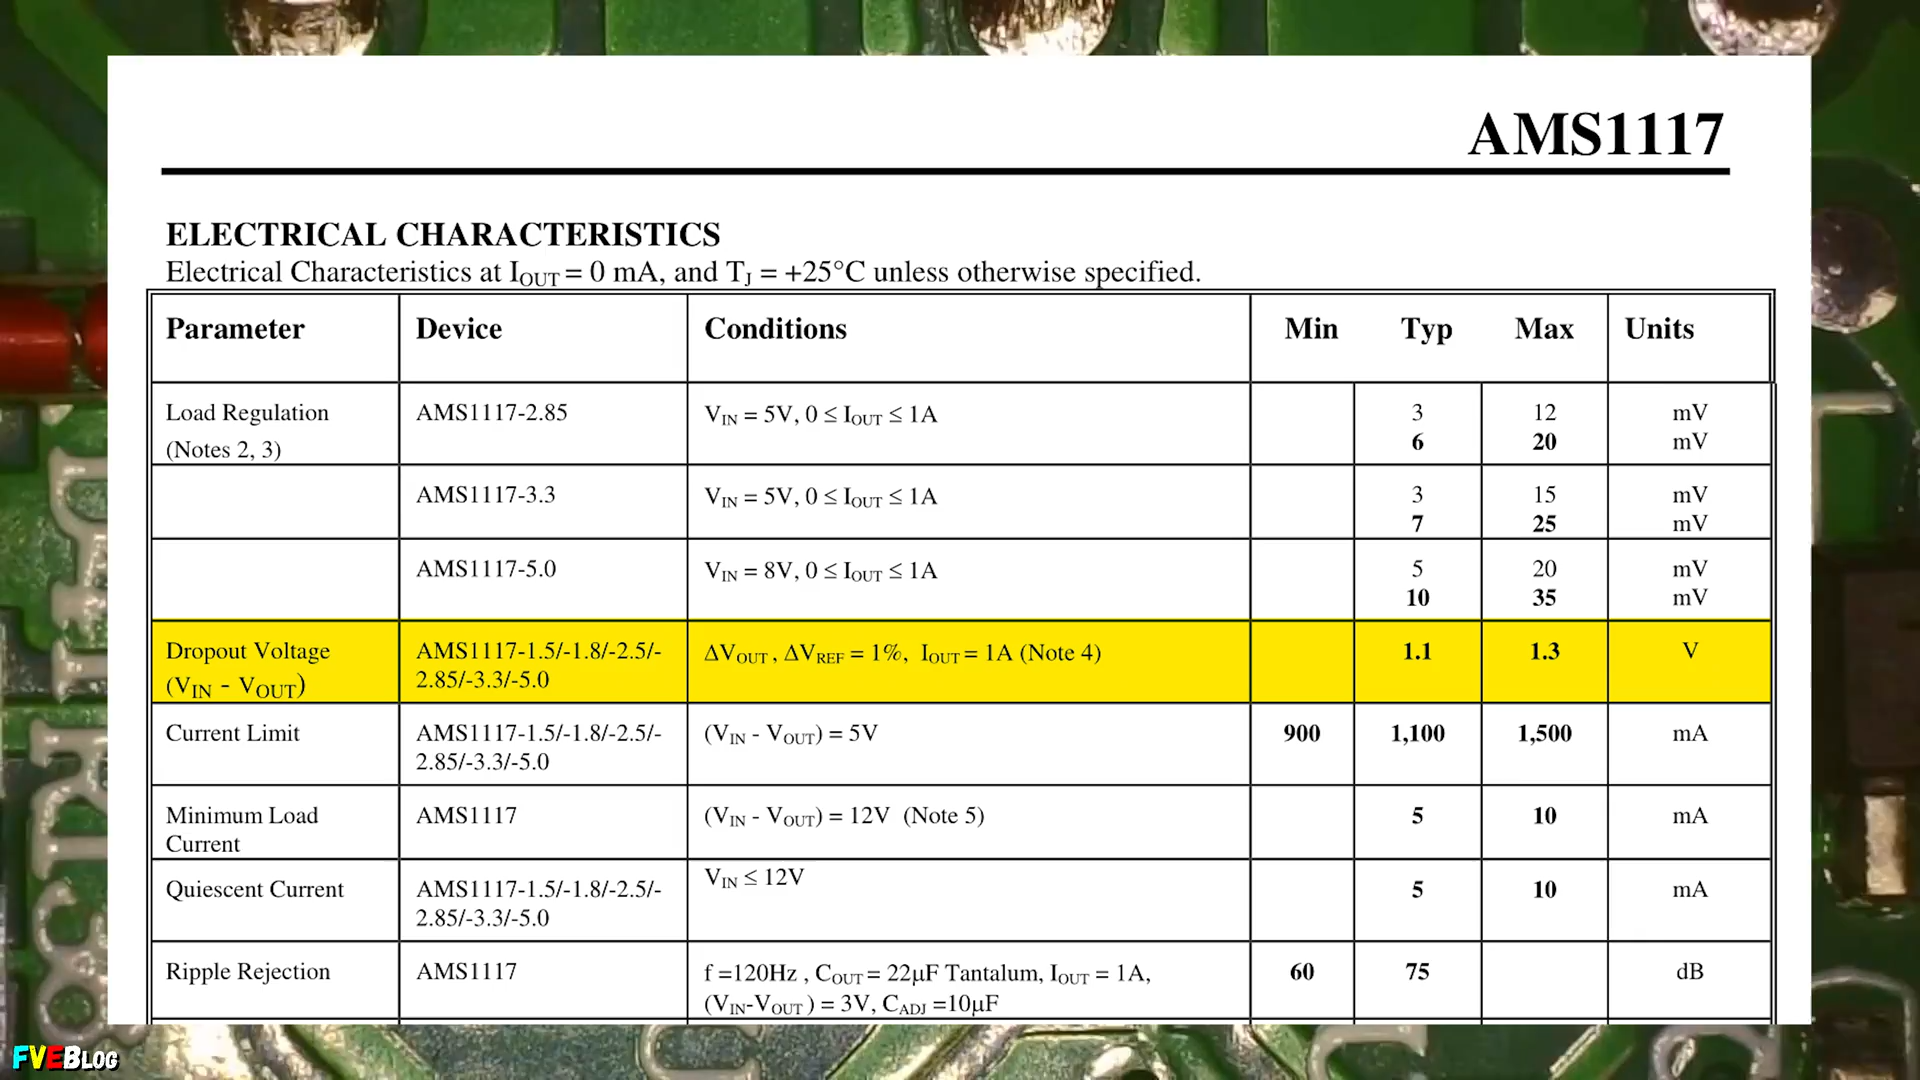 AMS1117
ELECTRICAL CHARACTERISTICS
Electrical Characteristics at IOUT = 0 mA, and TJ = +25°C unless otherwise specified.
Parameter Device Conditions Min Typ Max Units
Load Regulation AMS1117-2.85 VIN = 5V, 0 ≤ IOUT ≤ 1A 3 12 mV
(Notes 2, 3) 6 20 mV
AMS1117-3.3 VIN = 5V, 0 ≤ IOUT ≤ 1A 3 15 mV
7 25 mV
AMS1117-5.0 VIN = 8V, 0 ≤ IOUT ≤ 1A 5 20 mV
10 35 mV
Dropout Voltage AMS1117-1.5/-1.8/-2.5/- ΔVOUT , ΔVREF = 1%, IOUT = 1A (Note 4) 1.1 1.3 V
(VIN - VOUT) 2.85/-3.3/-5.0
Current Limit AMS1117-1.5/-1.8/-2.5/- (VIN - VOUT) = 5V 900 1,100 1,500 mA
2.85/-3.3/-5.0
Minimum Load AMS1117 (VIN - VOUT) = 12V (Note 5) 5 10 mA
Current
Quiescent Current AMS1117-1.5/-1.8/-2.5/- VIN ≤ 12V 5 10 mA
2.85/-3.3/-5.0
Ripple Rejection AMS1117 f =120Hz , COUT = 22μF Tantalum, IOUT = 1A, 60 75 dB
(VIN-VOUT ) = 3V, CADJ =10μF
FVEBLOG